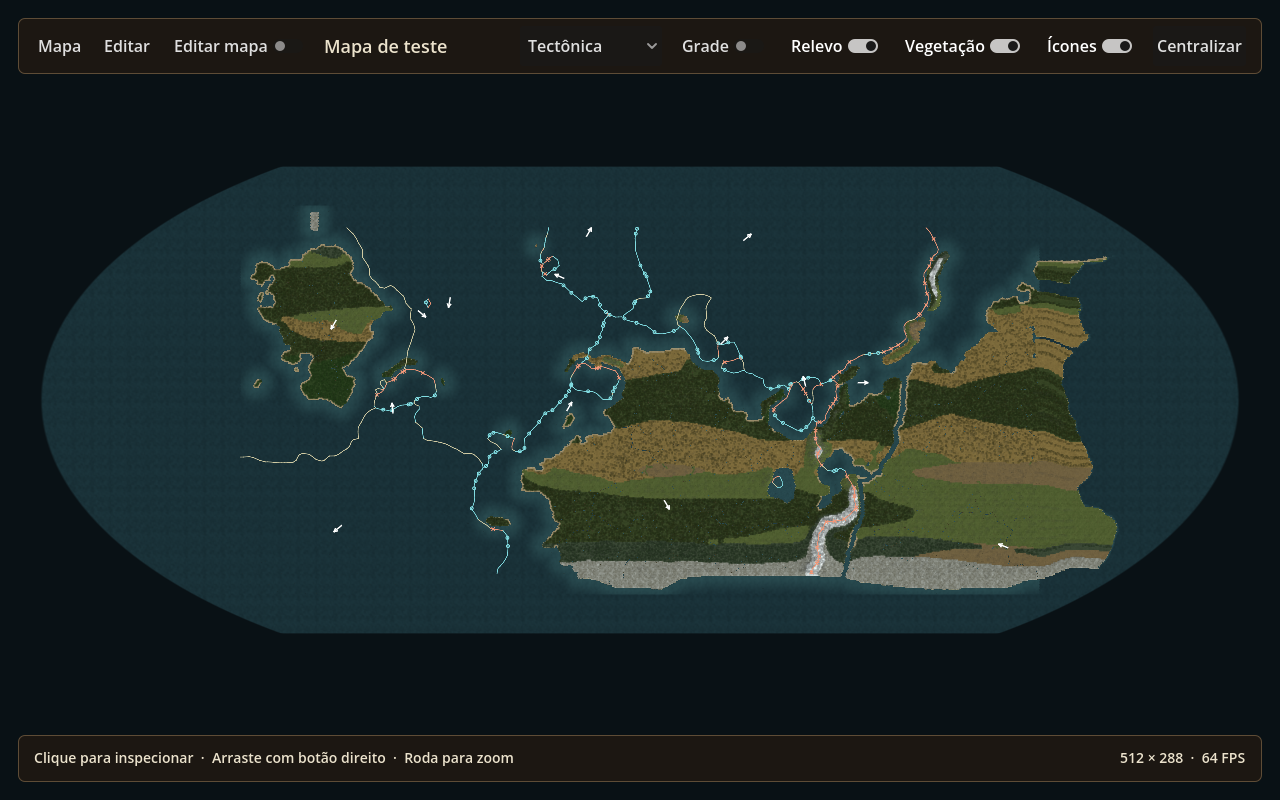 Mapa Editar Editar mapa Mapa de teste Tectônica Grade Relevo Vegetação Ícones Centralizar
Clique para inspecionar · Arraste com botão direito · Roda para zoom 512 × 288 · 64 FPS